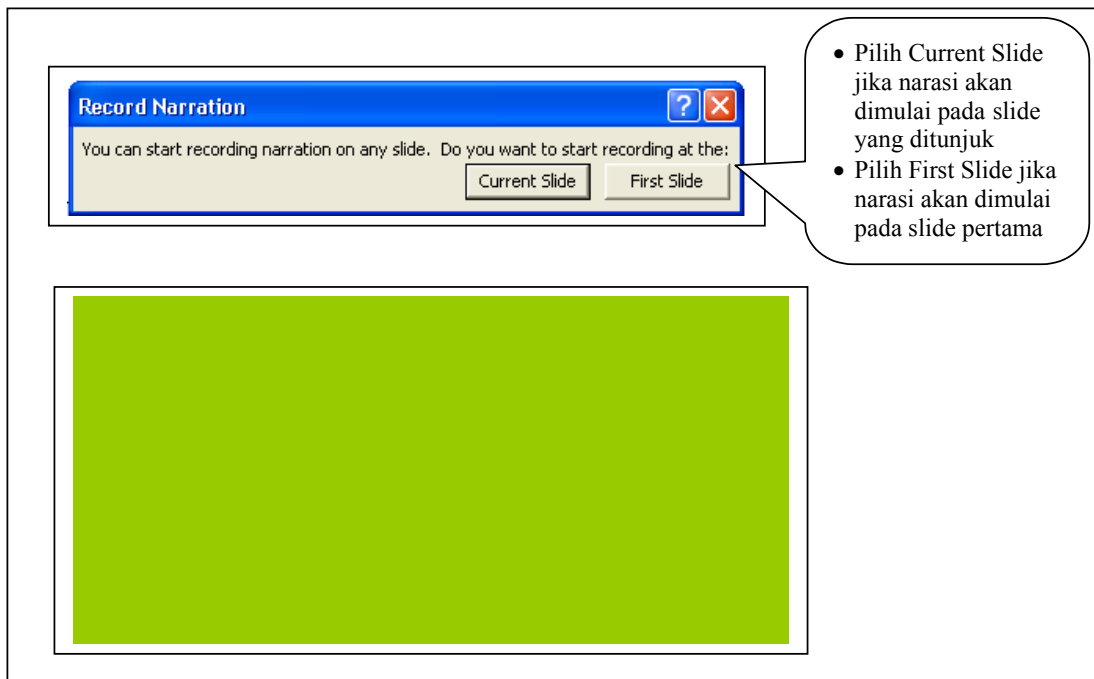 Record Narration
You can start recording narration on any slide. Do you want to start recording at the:
Current Slide
First Slide
• Pilih Current Slide
jika narasi akan
dimulai pada slide
yang ditunjuk
• Pilih First Slide jika
narasi akan dimulai
pada slide pertama